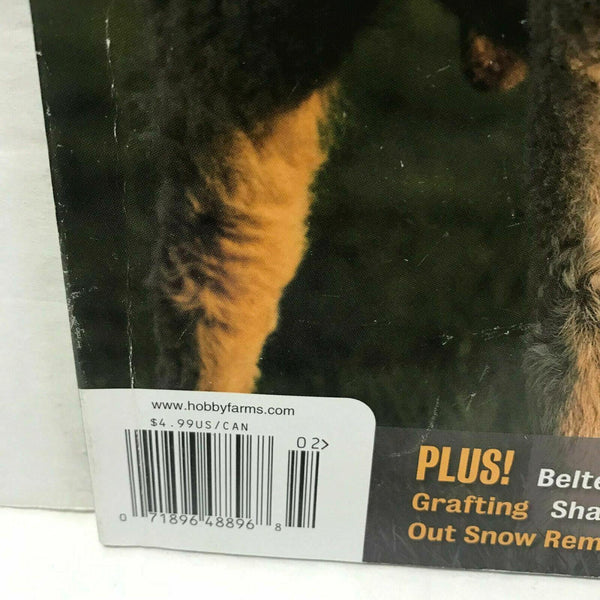 www.hobbyfarms.com
$4.99US/CAN
02>
0 71896 48896 8
PLUS! Belte
Grafting Sha
Out Snow Rem